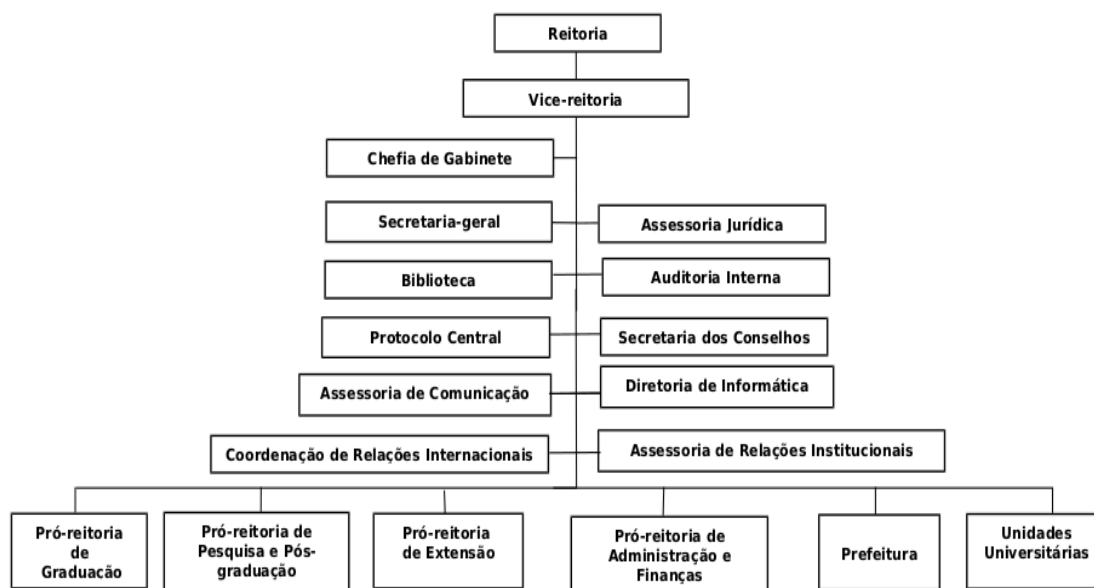 Reitoria
Vice-reitoria
Chefia de Gabinete
Secretaria-geral
Assessoria Jurídica
Biblioteca
Auditoria Interna
Protocolo Central
Secretaria dos Conselhos
Assessoria de Comunicação
Diretoria de Informática
Coordenação de Relações Internacionais
Assessoria de Relações Institucionais
Pró-reitoria
de
Graduacão
Pró-reitoria de
Pesquisa e Pós-
graduação
Pró-reitoria
de Extensão
Pró-reitoria de
Administração e
Finanças
Prefeitura
Unidades
Universitárias